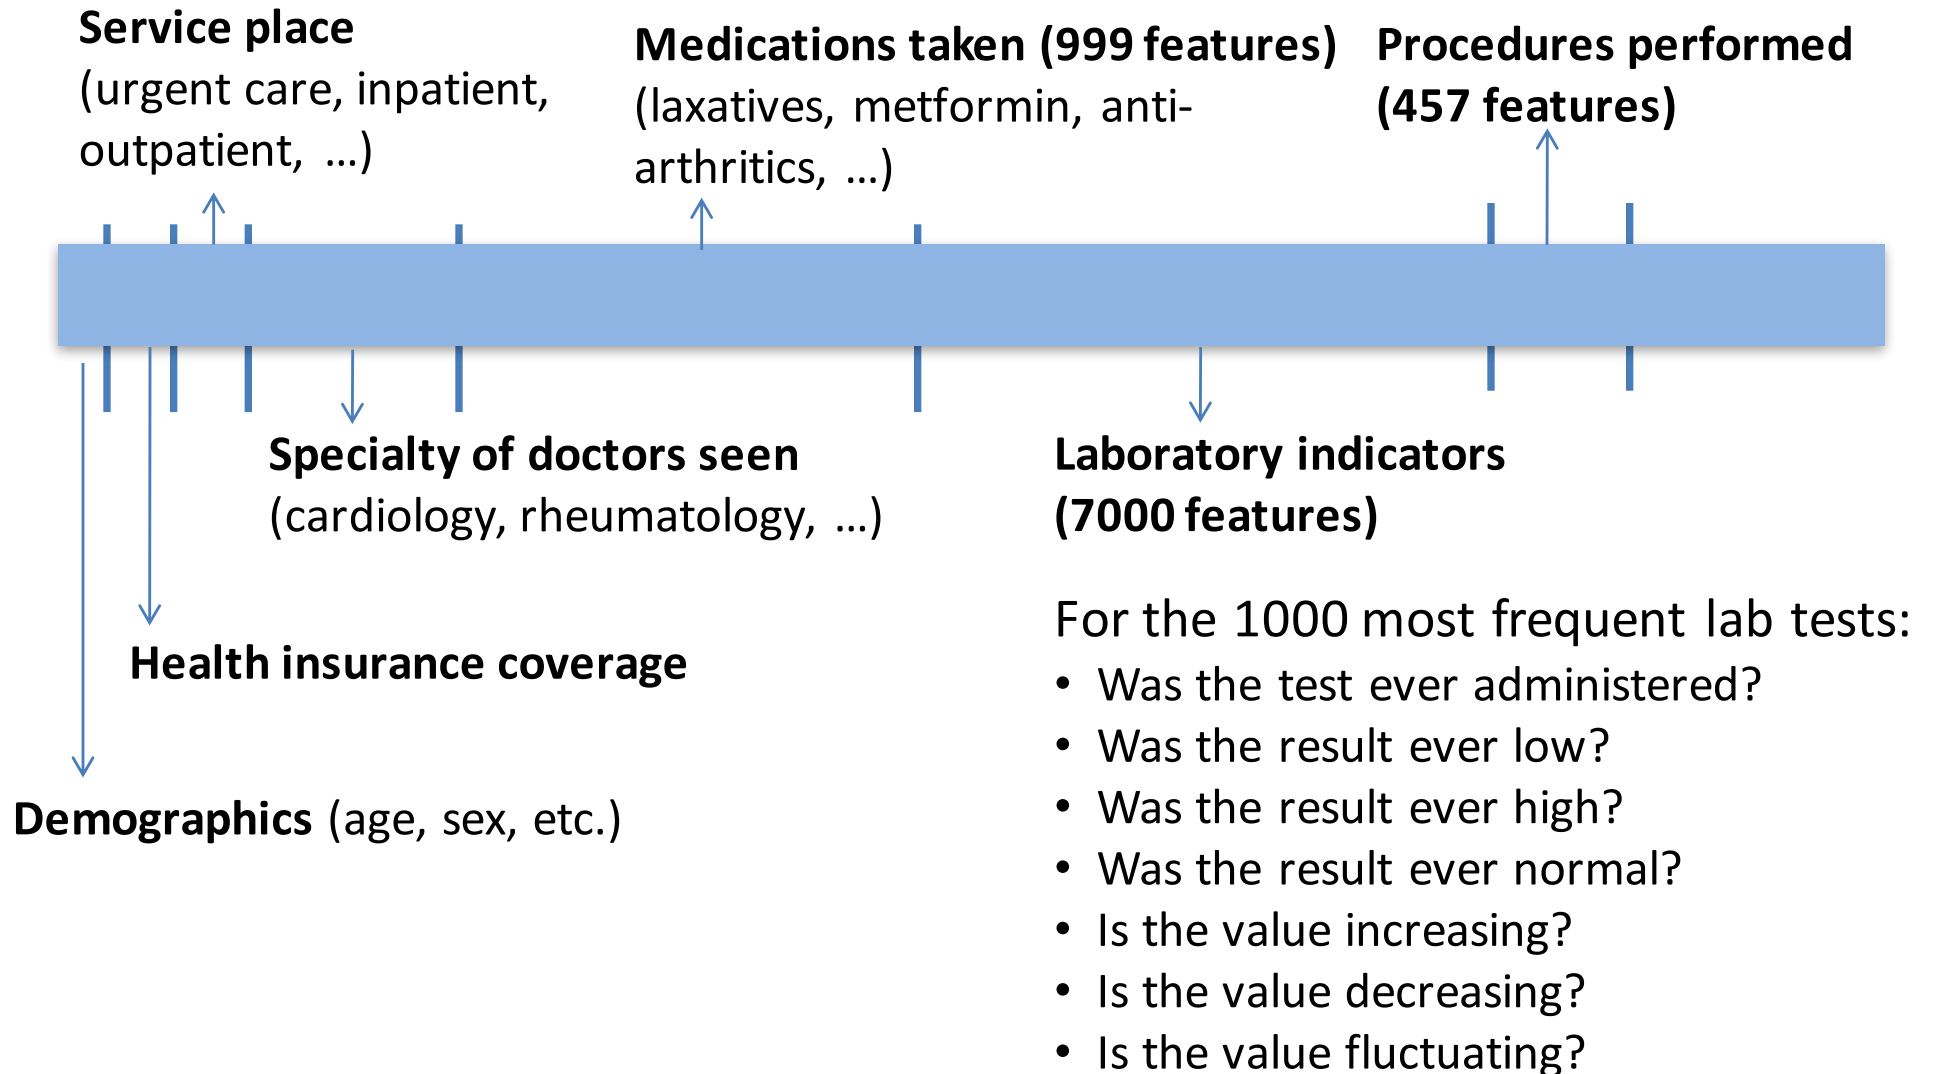 Service place
(urgent care, inpatient,
outpatient, …)
Medications taken (999 features)
(laxatives, metformin, anti-
arthritics, …)
Procedures performed
(457 features)
Specialty of doctors seen
(cardiology, rheumatology, …)
Health insurance coverage
Demographics (age, sex, etc.)
Laboratory indicators
(7000 features)
For the 1000 most frequent lab tests:
• Was the test ever administered?
• Was the result ever low?
• Was the result ever high?
• Was the result ever normal?
• Is the value increasing?
• Is the value decreasing?
• Is the value fluctuating?